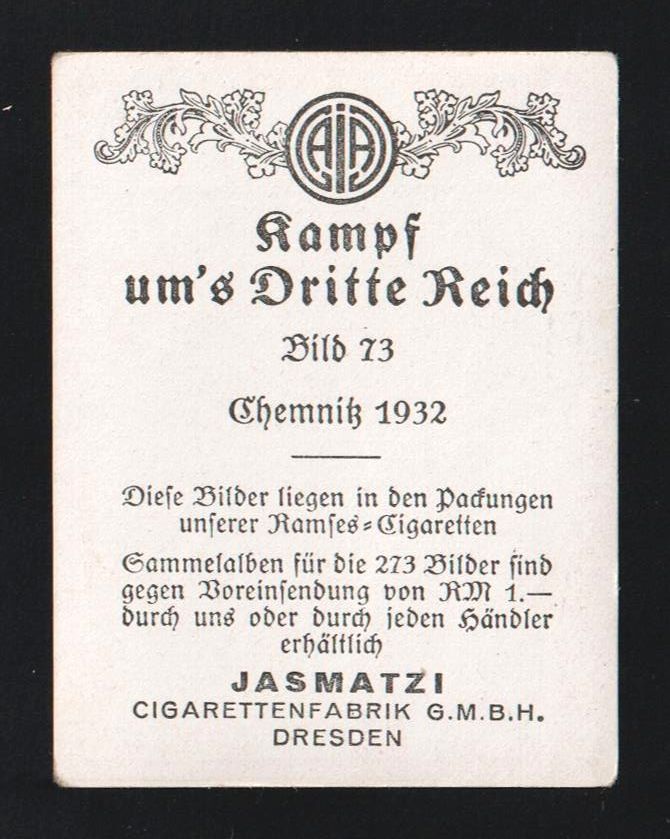 AJA
Kampf
um's Dritte Reich
Bild 73
Chemnitz 1932
Diese Bilder liegen in den Packungen
unserer Ramses-Cigaretten
Sammelalben für die 273 Bilder sind
gegen Voreinsendung von RM 1.—
durch uns oder durch jeden Händler
erhältlich
JASMATZI
CIGARETTENFABRIK G.M.B.H.
DRESDEN